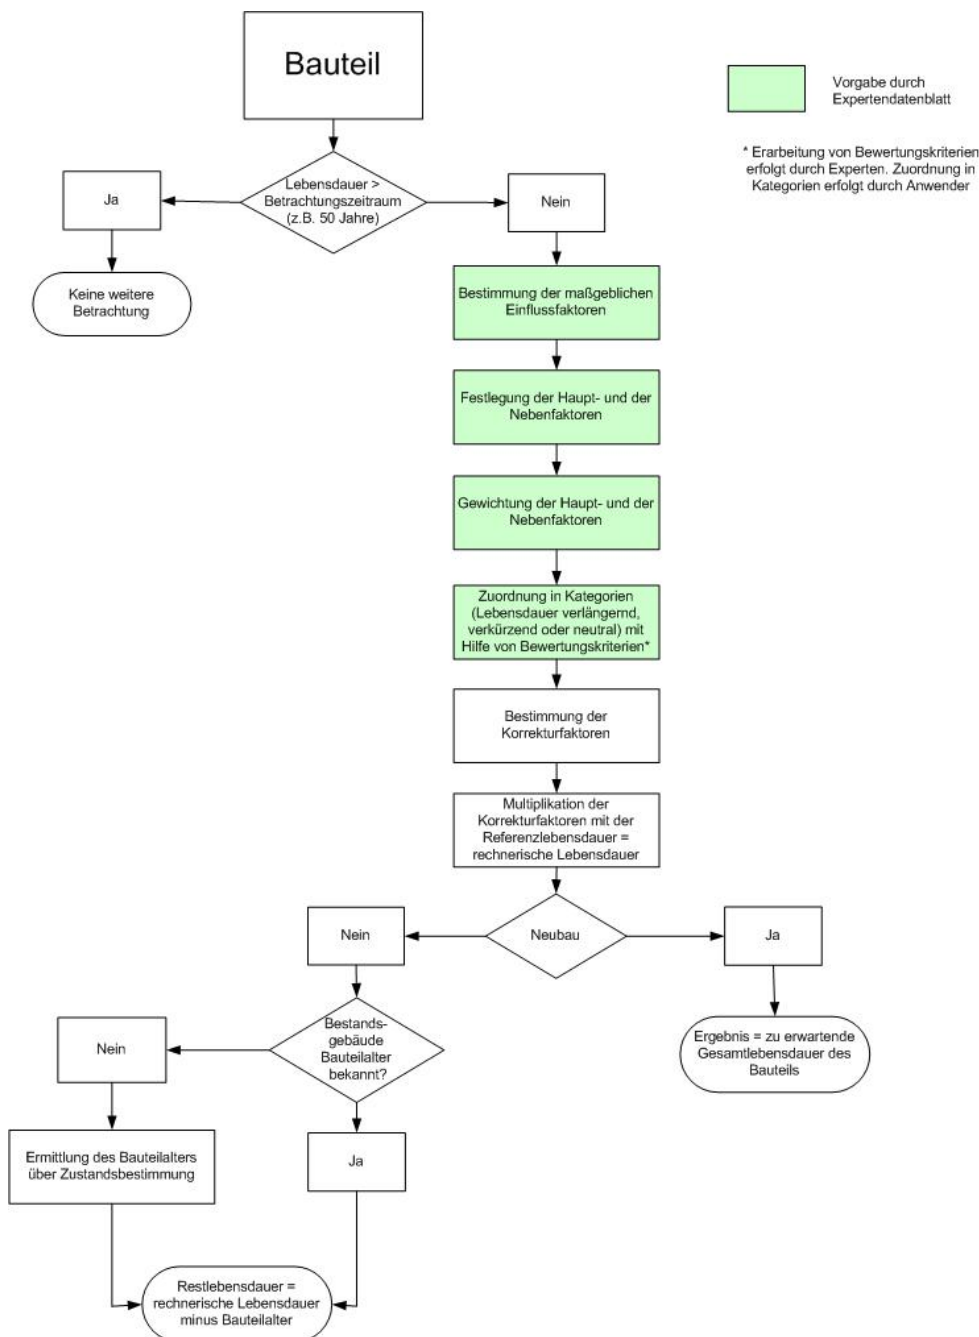 Bauteil
Vorgabe durch
Expertendatenblatt
* Erarbeitung von Bewertungskriterien
erfolgt durch Experten. Zuordnung in
Kategorien erfolgt durch Anwender
Lebensdauer >
Betrachtungszeitraum
(z.B. 50 Jahre)
Ja
Nein
Keine weitere
Betrachtung
Bestimmung der maßgeblichen
Einflussfaktoren
Festlegung der Haupt- und der
Nebenfaktoren
Gewichtung der Haupt- und der
Nebenfaktoren
Zuordnung in Kategorien
(Lebensdauer verlängernd,
verkürzend oder neutral) mit
Hilfe von Bewertungskriterien*
Bestimmung der
Korrekturfaktoren
Multiplikation der
Korrekturfaktoren mit der
Referenzlebensdauer =
rechnerische Lebensdauer
Neubau
Nein
Ja
Bestands-
gebäude
Bauteilalter
bekannt?
Ergebnis = zu erwartende
Gesamtlebensdauer des
Bauteils
Nein
Ja
Ermittlung des Bauteilalters
über Zustandsbestimmung
Restlebensdauer =
rechnerische Lebensdauer
minus Bauteilalter